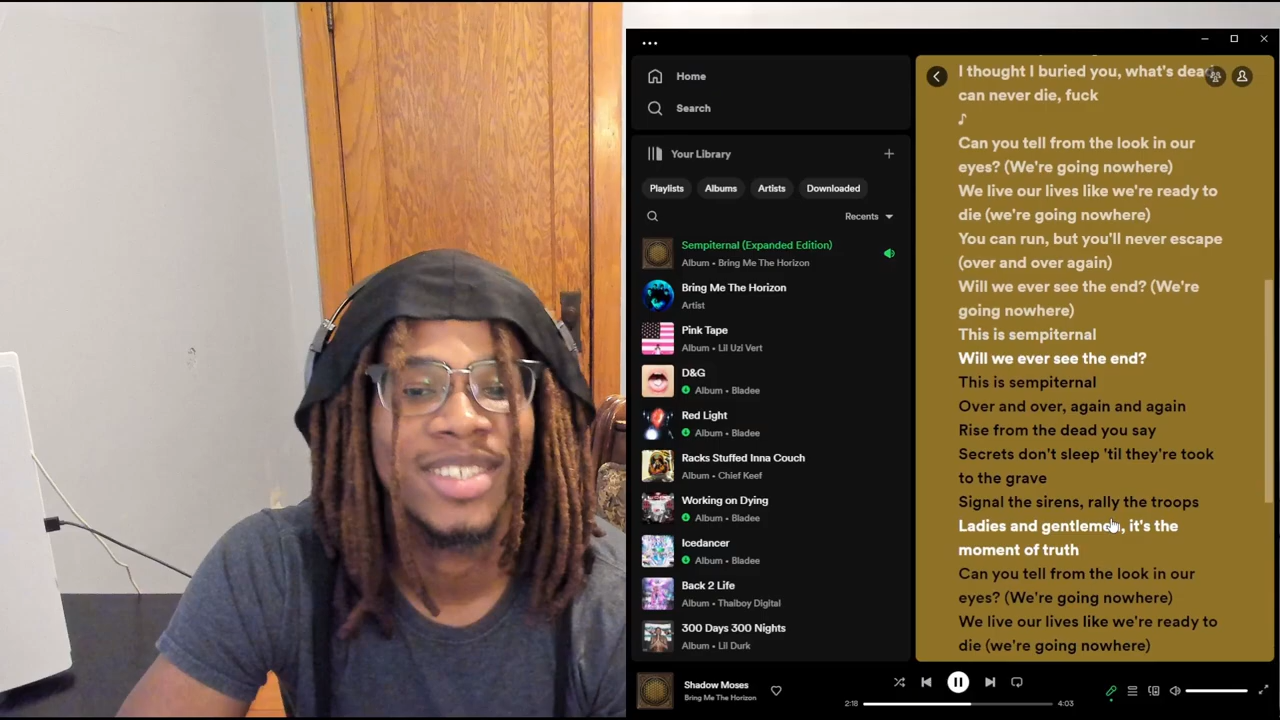 Home
Search
Your Library
Playlists Albums Artists Downloaded
Recents
Sempiternal (Expanded Edition)
Album • Bring Me The Horizon
Bring Me The Horizon
Artist
Pink Tape
Album • Lil Uzi Vert
D&G
Album • Bladee
Red Light
Album • Bladee
Racks Stuffed Inna Couch
Album • Chief Keef
Working on Dying
Album • Bladee
Icedancer
Album • Bladee
Back 2 Life
Album • Thaiboy Digital
300 Days 300 Nights
Album • Lil Durk
I thought I buried you, what's dead
can never die, fuck
♪
Can you tell from the look in our
eyes? (We're going nowhere)
We live our lives like we're ready to
die (we're going nowhere)
You can run, but you'll never escape
(over and over again)
Will we ever see the end? (We're
going nowhere)
This is sempiternal
Will we ever see the end?
This is sempiternal
Over and over, again and again
Rise from the dead you say
Secrets don't sleep 'til they're took
to the grave
Signal the sirens, rally the troops
Ladies and gentlemen, it's the
moment of truth
Can you tell from the look in our
eyes? (We're going nowhere)
We live our lives like we're ready to
die (we're going nowhere)
Shadow Moses
Bring Me The Horizon
2:18
4:03